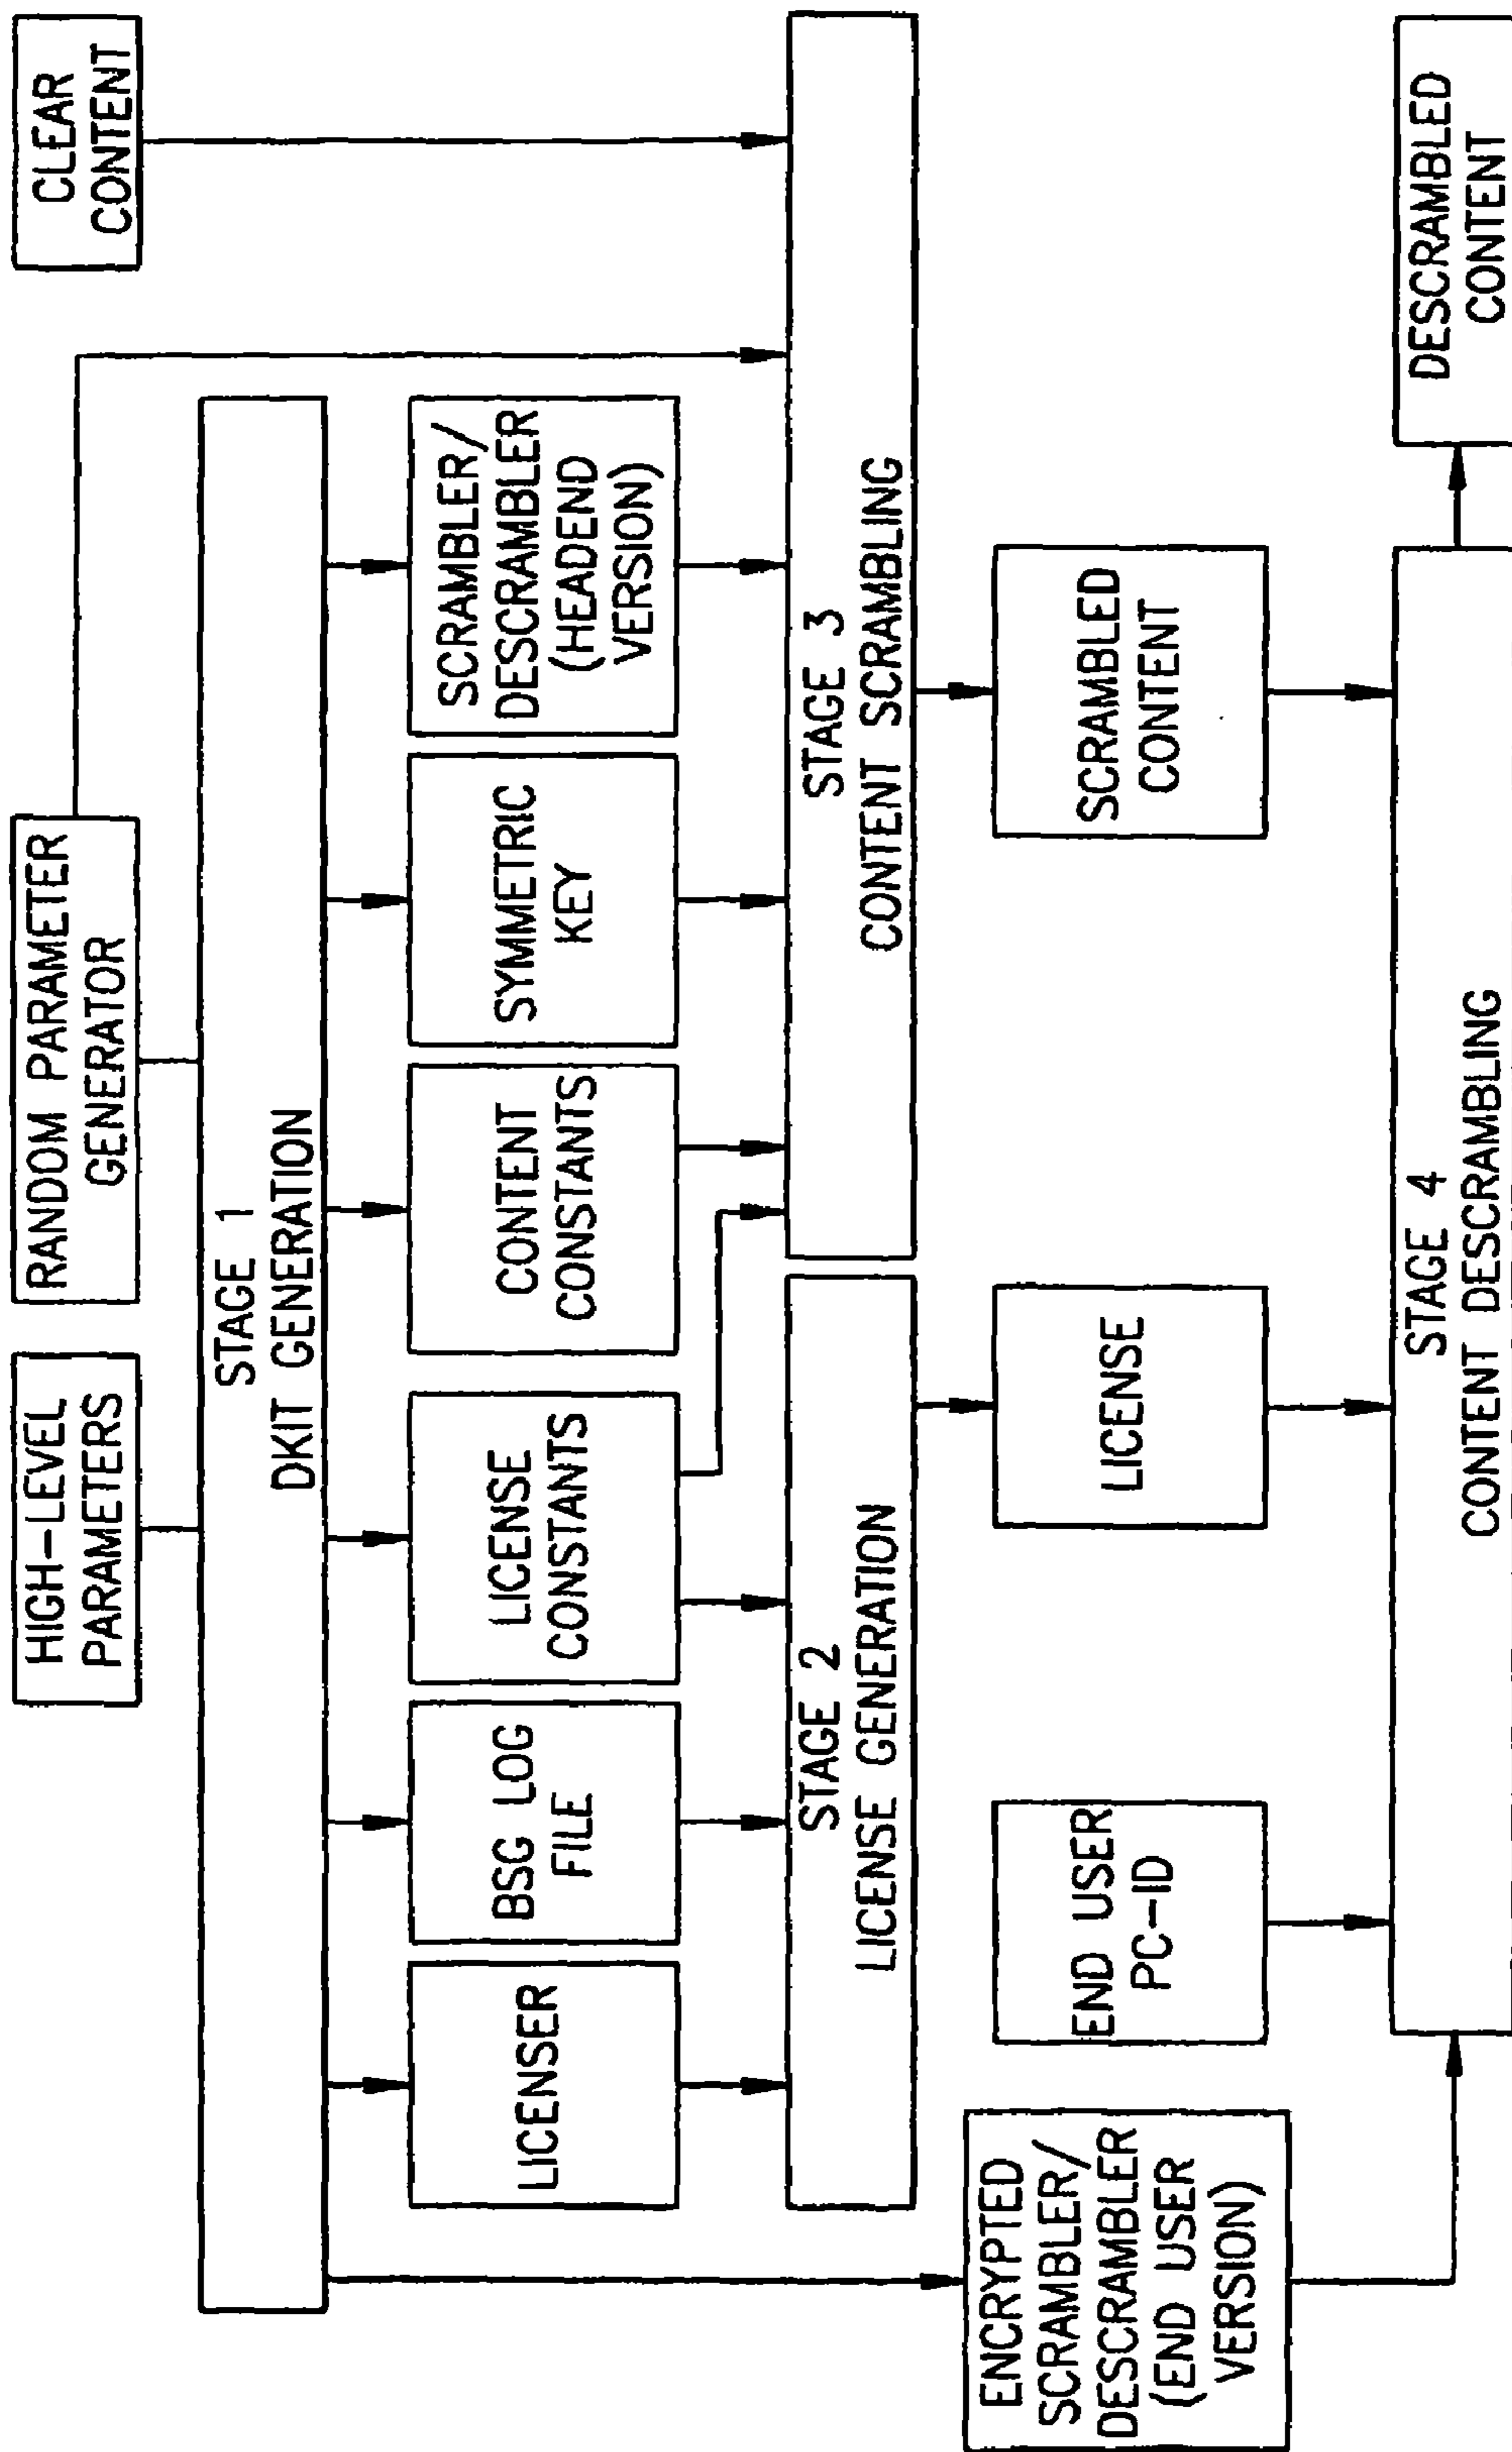 HIGH-LEVEL
PARAMETERS
RANDOM PARAMETER
GENERATOR
CLEAR
CONTENT
STAGE 1
DKIT GENERATION
LICENSER
BSG LOG
FILE
LICENSE
CONSTANTS
CONTENT
CONSTANTS
SYMMETRIC
KEY
SCRAMBLER/
DESCRAMBLER
(HEADEND
VERSION)
STAGE 2
LICENSE GENERATION
STAGE 3
CONTENT SCRAMBLING
ENCRYPTED
SCRAMBLER/
DESCRAMBLER
(END USER
VERSION)
END USER
PC-ID
LICENSE
SCRAMBLED
CONTENT
STAGE 4
CONTENT DESCRAMBLING
DESCRAMBLED
CONTENT